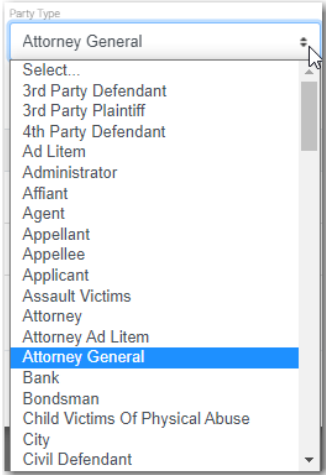 Party Type
Attorney General
Select...
3rd Party Defendant
3rd Party Plaintiff
4th Party Defendant
Ad Litem
Administrator
Affiant
Agent
Appellant
Appellee
Applicant
Assault Victims
Attorney
Attorney Ad Litem
Attorney General
Bank
Bondsman
Child Victims Of Physical Abuse
City
Civil Defendant